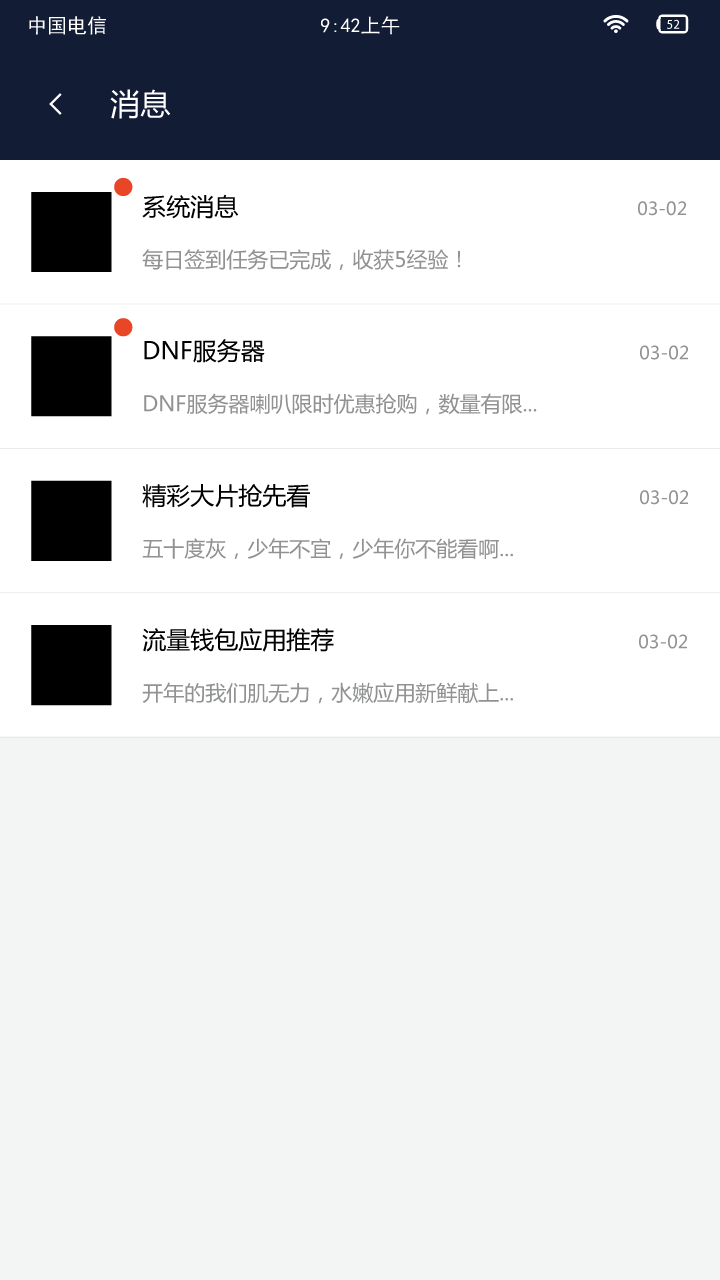 中国电信 9:42上午 52
消息
系统消息 03-02
每日签到任务已完成，收获5经验！
DNF服务器 03-02
DNF服务器喇叭限时优惠抢购，数量有限...
精彩大片抢先看 03-02
五十度灰，少年不宜，少年你不能看啊...
流量钱包应用推荐 03-02
开年的我们肌无力，水嫩应用新鲜献上...